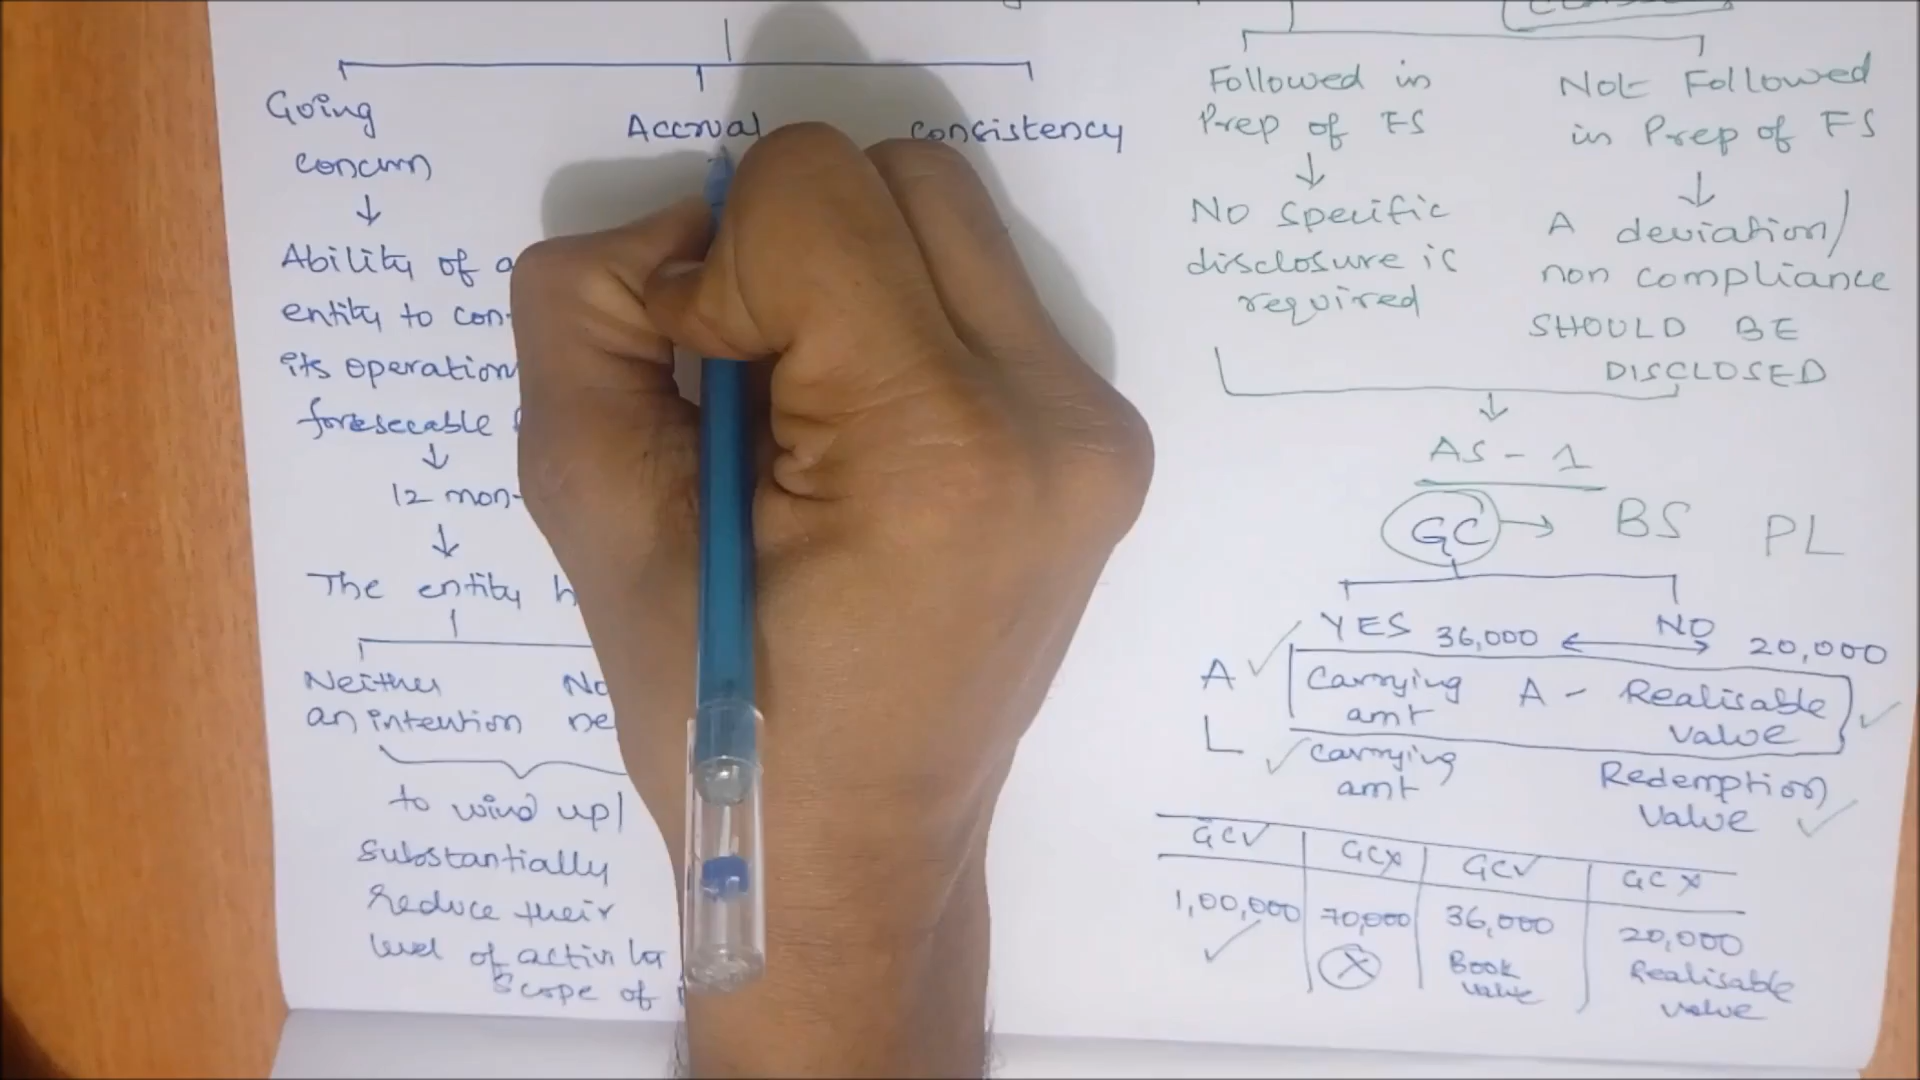 Going
concern
Accrual
consistency
↓
Ability of
entity to con
its operation
foreseeable
↓
12 mon
↓
The entity h
Neither No
an intention ne
to wind up/
substantially
reduce their
level of activi
scope of
Followed in
Prep of FS
↓
No specific
disclosure is
required
Not Followed
in Prep of FS
↓
A deviation/
non compliance
SHOULD BE
DISCLOSED
↓
AS - 1
GC → BS PL
YES 36,000 ↔ NO 20,000
A ✓ Carrying amt A - Realisable value ✓
L ✓ carrying amt Redemption value ✓
GC✓ GCX GC✓ GCX
1,00,000 70,000 36,000 20,000
✓ X Book value Realisable value